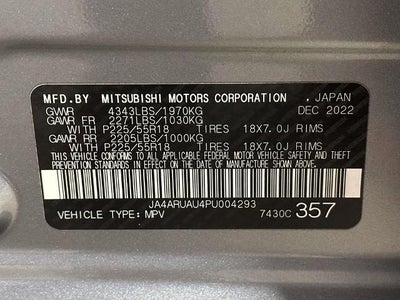 MFD.BY MITSUBISHI MOTORS CORPORATION , JAPAN
GVWR 4343LBS/1970KG DEC 2022
GAWR FR 2271LBS/1030KG
WITH P225/55R18 TIRES 18X7.0J RIMS
GAWR RR 2205LBS/1000KG
WITH P225/55R18 TIRES 18X7.0J RIMS
THIS VEHICLE CONFORMS TO ALL APPLICABLE FEDERAL
MOTOR VEHICLE SAFETY AND THEFT PREVENTION
STANDARDS IN EFFECT ON THE DATE OF
MANUFACTURE SHOWN ABOVE.
JA4ARUAU4PU004293
VEHICLE TYPE: MPV 7430C 357